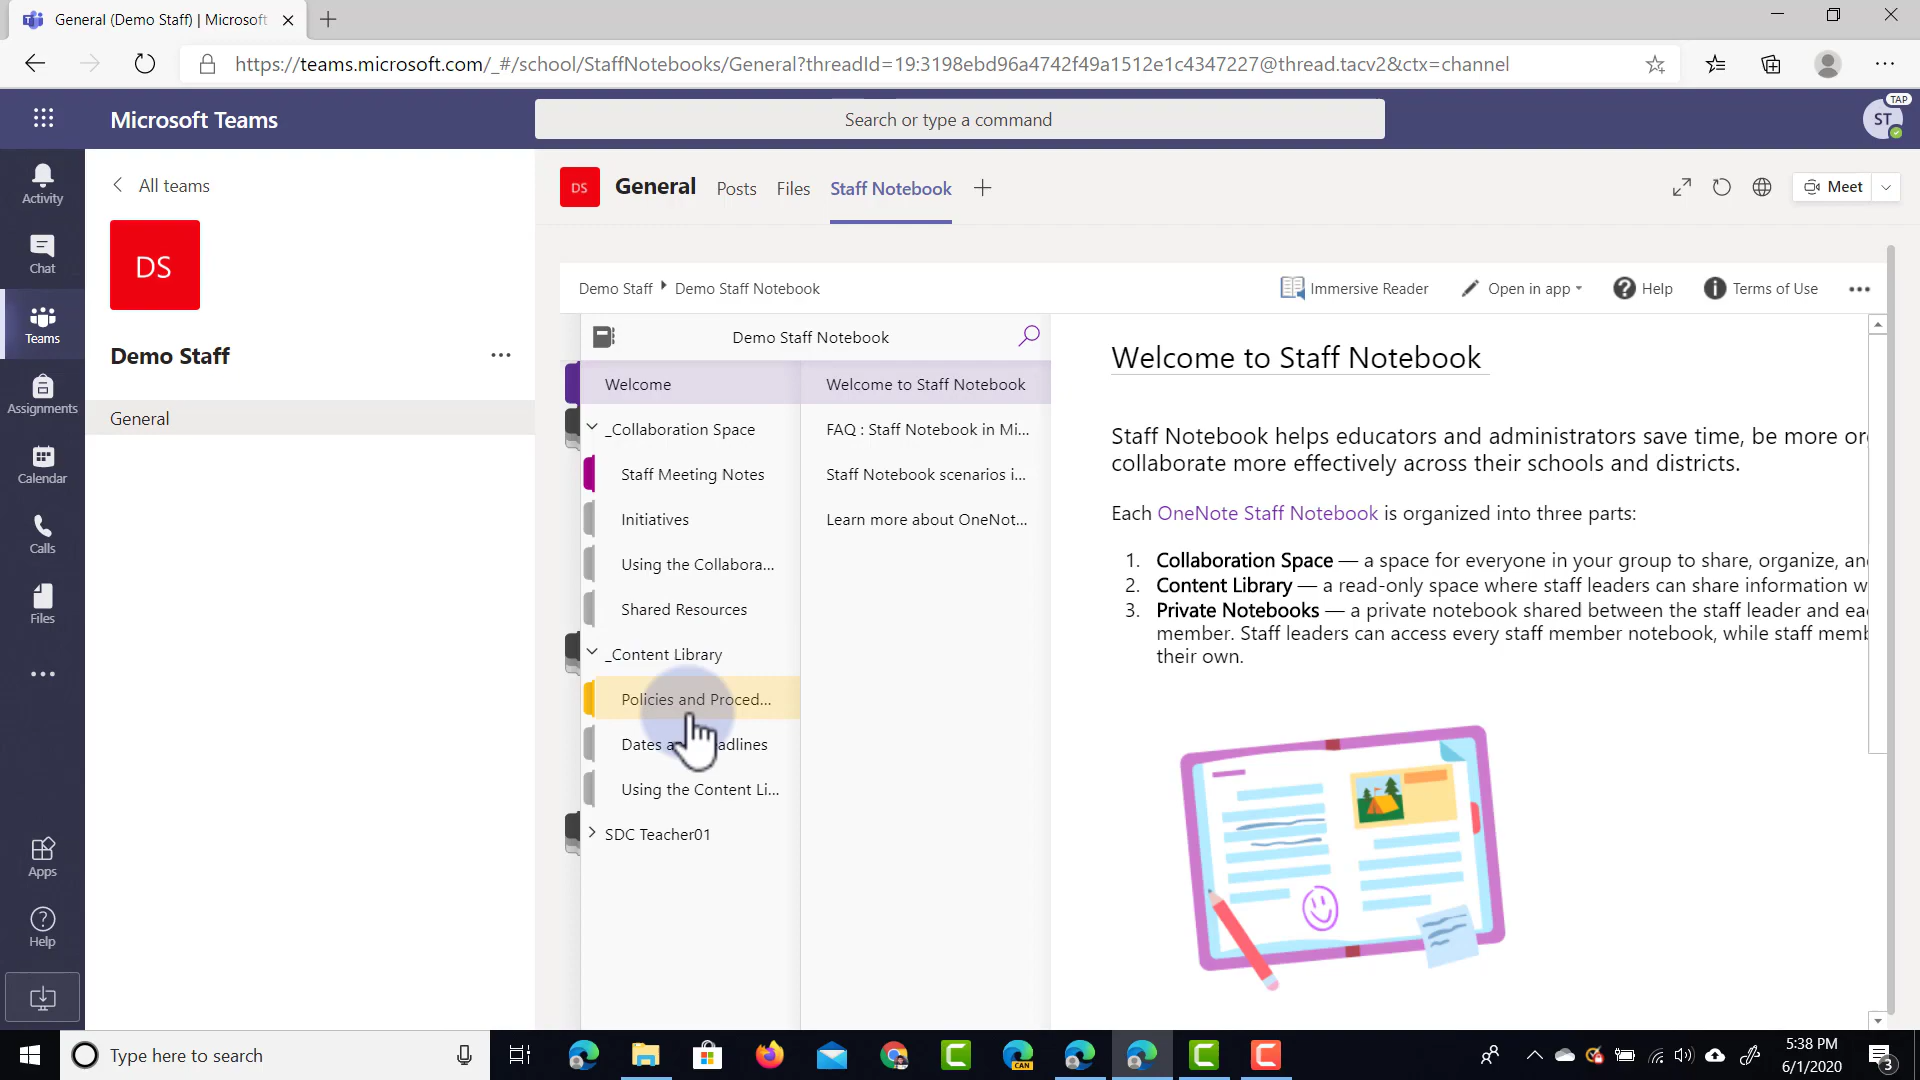 General (Demo Staff) | Microsoft
https://teams.microsoft.com/_#/school/StaffNotebooks/General?threadId=19:3198ebd96a4742f49a1512e1c4347227@thread.tacv2&ctx=channel
Microsoft Teams
Search or type a command
TAP
ST
Activity
Chat
Teams
Assignments
Calendar
Calls
Files
Apps
Help
All teams
DS
Demo Staff
General
DS
General
Posts
Files
Staff Notebook
Meet
Demo Staff
Demo Staff Notebook
Immersive Reader
Open in app
Help
Terms of Use
Demo Staff Notebook
Welcome
_Collaboration Space
Staff Meeting Notes
Initiatives
Using the Collabora...
Shared Resources
_Content Library
Policies and Proced...
Dates a adlines
Using the Content Li...
SDC Teacher01
Welcome to Staff Notebook
FAQ : Staff Notebook in Mi...
Staff Notebook scenarios i...
Learn more about OneNot...
Welcome to Staff Notebook
Staff Notebook helps educators and administrators save time, be more or
collaborate more effectively across their schools and districts.
Each OneNote Staff Notebook is organized into three parts:
1. Collaboration Space — a space for everyone in your group to share, organize, an
2. Content Library — a read-only space where staff leaders can share information w
3. Private Notebooks — a private notebook shared between the staff leader and ea
member. Staff leaders can access every staff member notebook, while staff memb
their own.
Type here to search
CAN
5:38 PM
6/1/2020
3